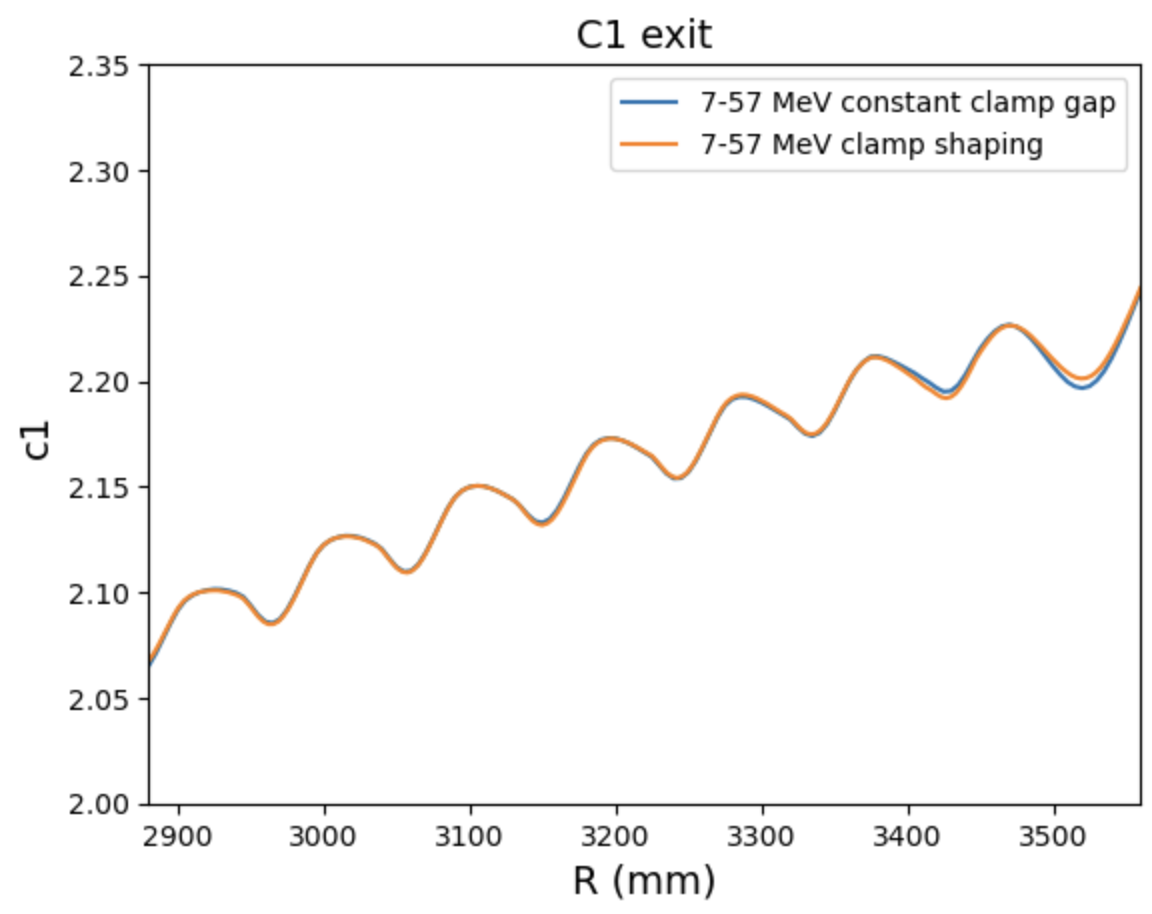 C1 exit
7-57 MeV constant clamp gap
7-57 MeV clamp shaping
2.35
2.30
2.25
2.20
2.15
2.10
2.05
2.00
c1
2900 3000 3100 3200 3300 3400 3500
R (mm)